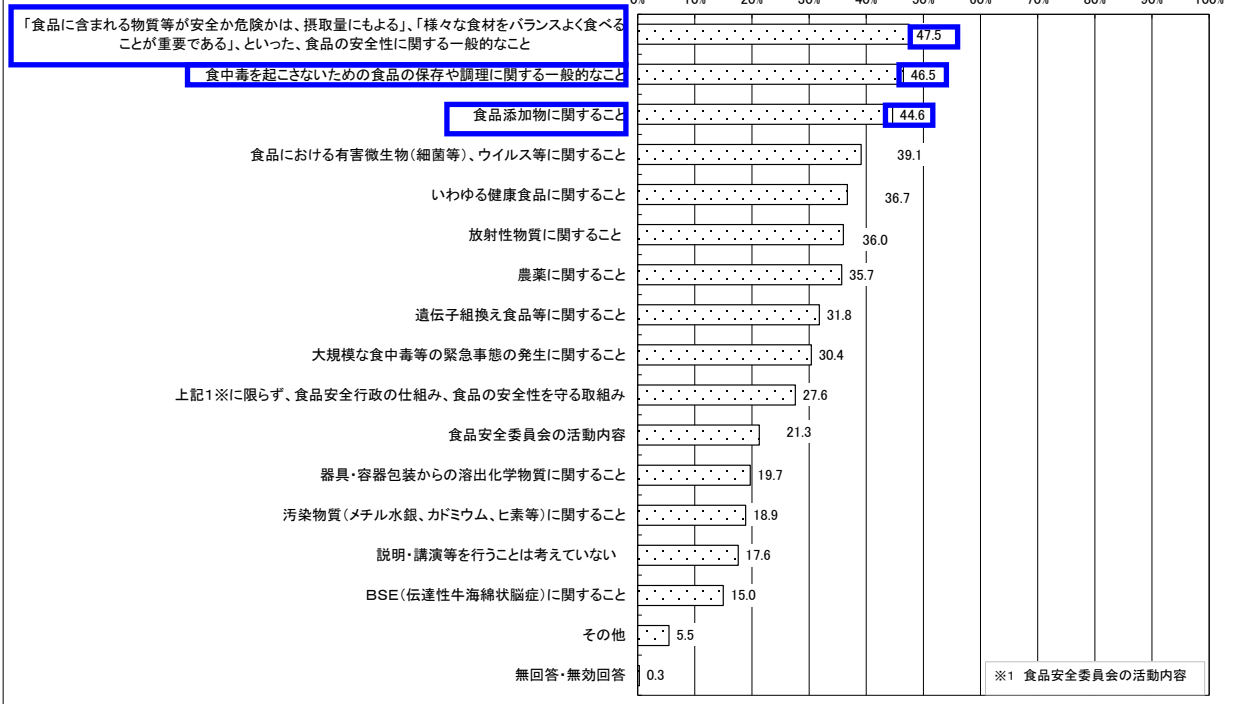 0% 10% 20% 30% 40% 50% 60% 70% 80% 90% 100%
「食品に含まれる物質等が安全か危険かは、摂取量にもよる」、「様々な食材をバランスよく食べる
ことが重要である」、といった、食品の安全性に関する一般的なこと
47.5
食中毒を起こさないための食品の保存や調理に関する一般的なこと 46.5
食品添加物に関すること 44.6
食品における有害微生物(細菌等)、ウイルス等に関すること 39.1
いわゆる健康食品に関すること 36.7
放射性物質に関すること 36.0
農薬に関すること 35.7
遺伝子組換え食品等に関すること 31.8
大規模な食中毒等の緊急事態の発生に関すること 30.4
上記1※に限らず、食品安全行政の仕組み、食品の安全性を守る取組み 27.6
食品安全委員会の活動内容 21.3
器具・容器包装からの溶出化学物質に関すること 19.7
汚染物質(メチル水銀、カドミウム、ヒ素等)に関すること 18.9
説明・講演等を行うことは考えていない 17.6
BSE(伝達性牛海綿状脳症)に関すること 15.0
その他 5.5
無回答・無効回答 0.3
※1 食品安全委員会の活動内容